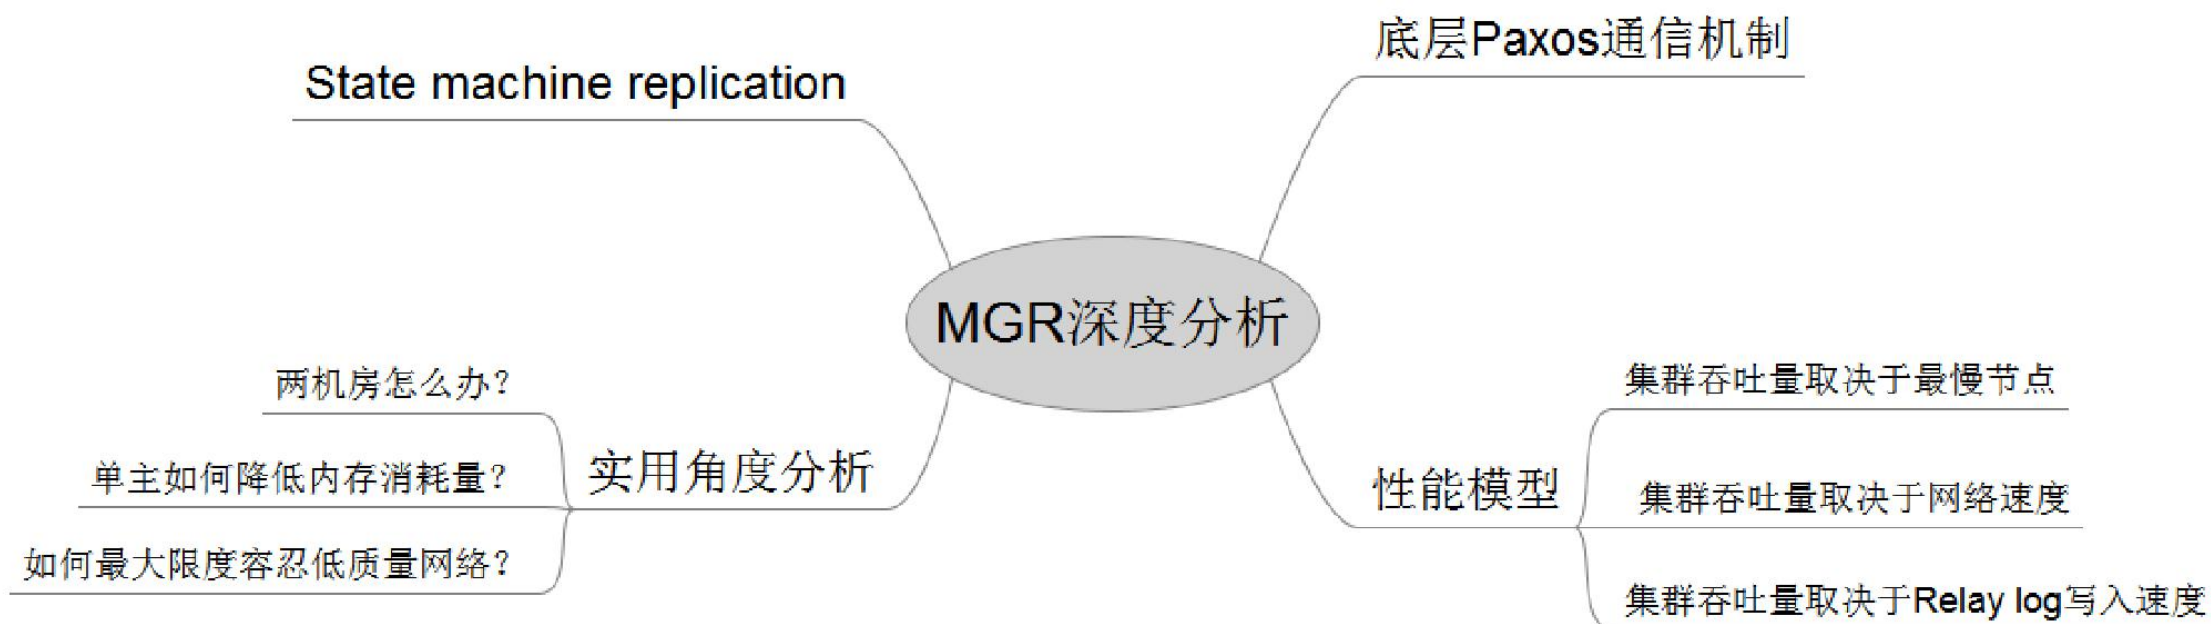 底层Paxos通信机制
State machine replication
MGR深度分析
两机房怎么办？
集群吞吐量取决于最慢节点
单主如何降低内存消耗量？
实用角度分析
性能模型
集群吞吐量取决于网络速度
如何最大限度容忍低质量网络？
集群吞吐量取决于Relay log写入速度